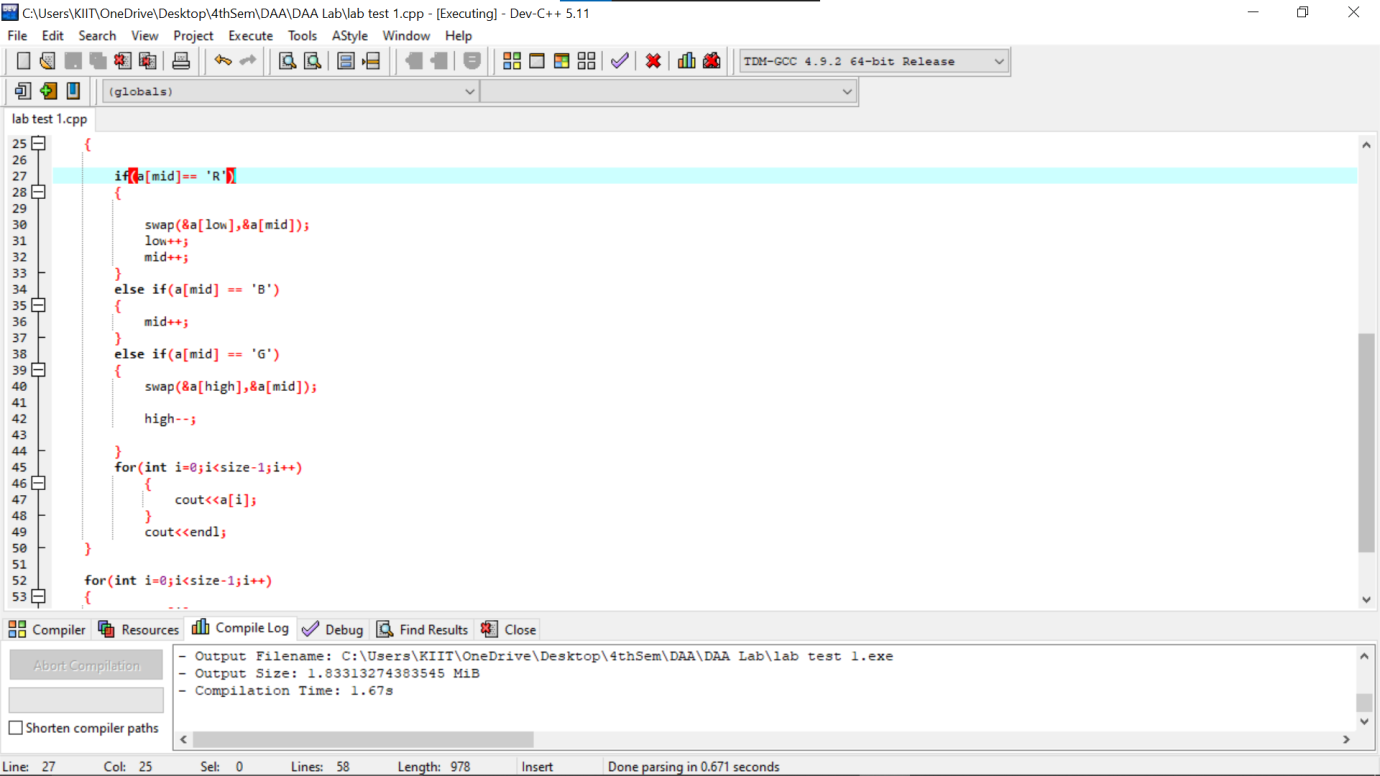 C:\Users\KIIT\OneDrive\Desktop\4thSem\DAA\DAA Lab\lab test 1.cpp - [Executing] - Dev-C++ 5.11
File Edit Search View Project Execute Tools AStyle Window Help
TDM-GCC 4.9.2 64-bit Release
(globals)
lab test 1.cpp
25 {
26
27 if(a[mid]== 'R')
28 {
29
30 swap(&a[low],&a[mid]);
31 low++;
32 mid++;
33 }
34 else if(a[mid] == 'B')
35 {
36 mid++;
37 }
38 else if(a[mid] == 'G')
39 {
40 swap(&a[high],&a[mid]);
41
42 high--;
43
44 }
45 for(int i=0;i<size-1;i++)
46 {
47 cout<<a[i];
48 }
49 cout<<endl;
50 }
51
52 for(int i=0;i<size-1;i++)
53 {
Compiler Resources Compile Log Debug Find Results Close
Abort Compilation
Shorten compiler paths
- Output Filename: C:\Users\KIIT\OneDrive\Desktop\4thSem\DAA\DAA Lab\lab test 1.exe
- Output Size: 1.83313274383545 MiB
- Compilation Time: 1.67s
Line: 27 Col: 25 Sel: 0 Lines: 58 Length: 978 Insert Done parsing in 0.671 seconds